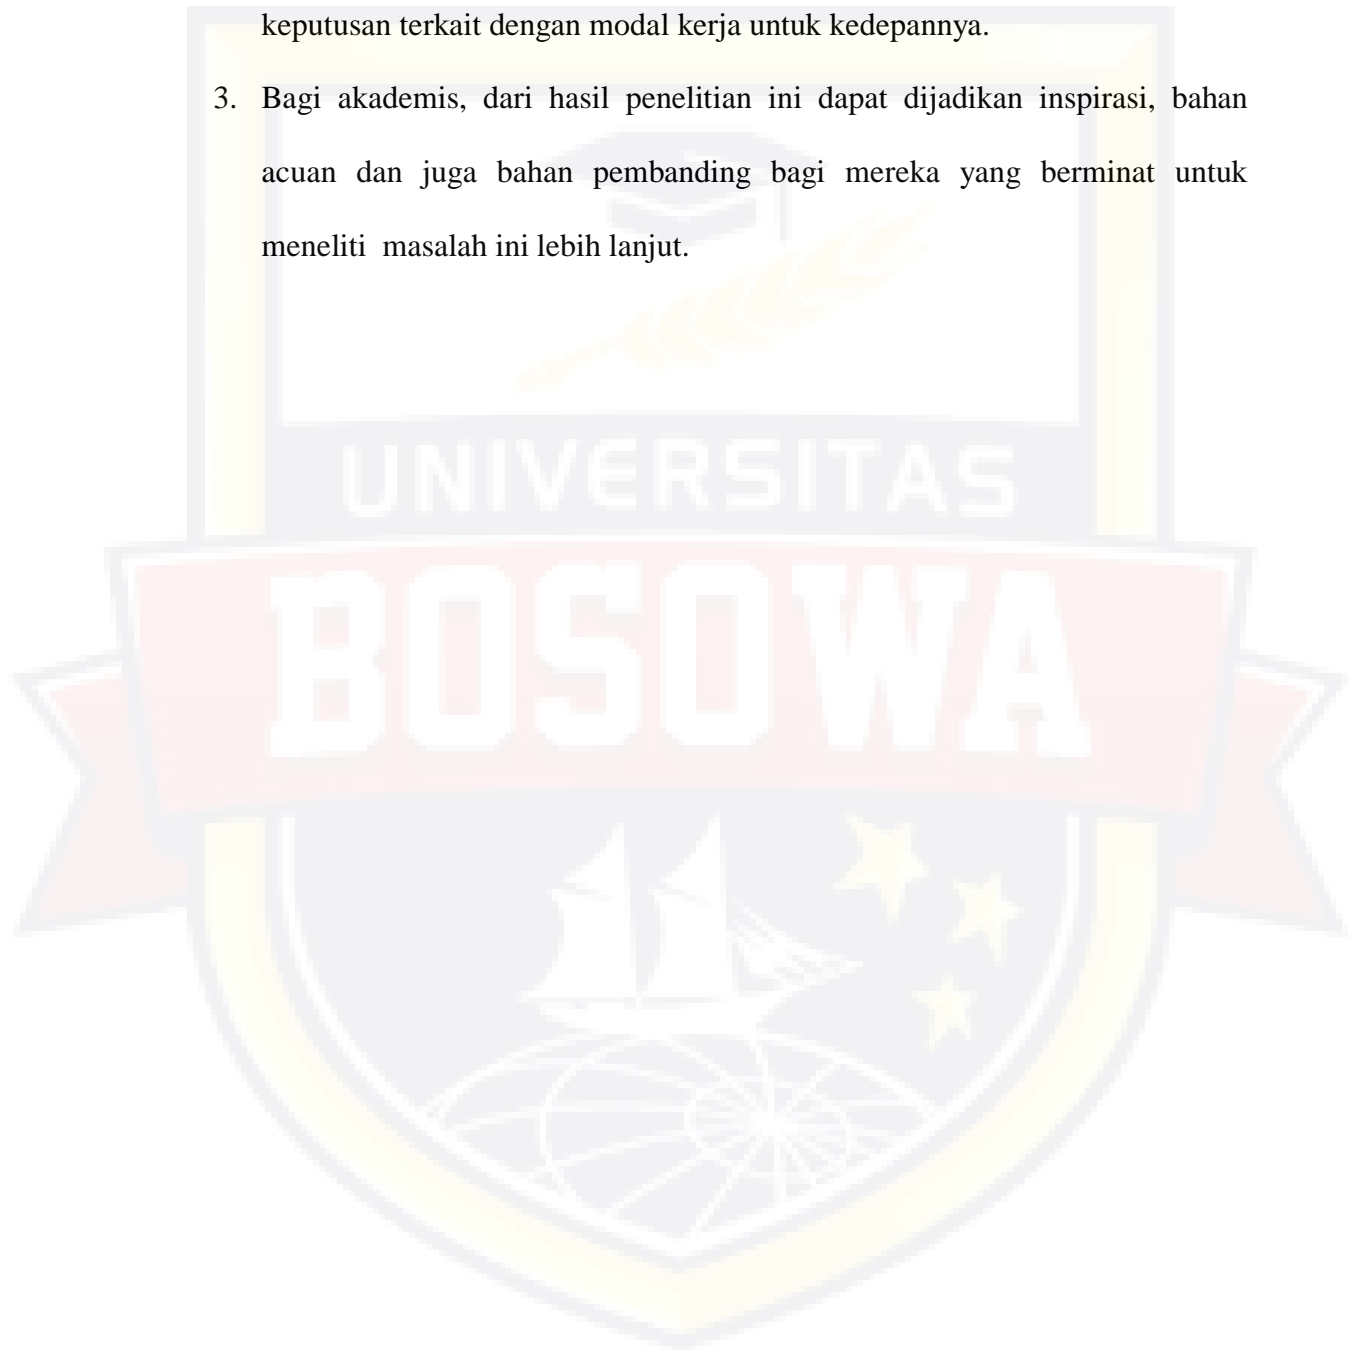 keputusan terkait dengan modal kerja untuk kedepannya.
3. Bagi akademis, dari hasil penelitian ini dapat dijadikan inspirasi, bahan
acuan dan juga bahan pembanding bagi mereka yang berminat untuk
meneliti masalah ini lebih lanjut.
UNIVERSITAS
BOSOWA